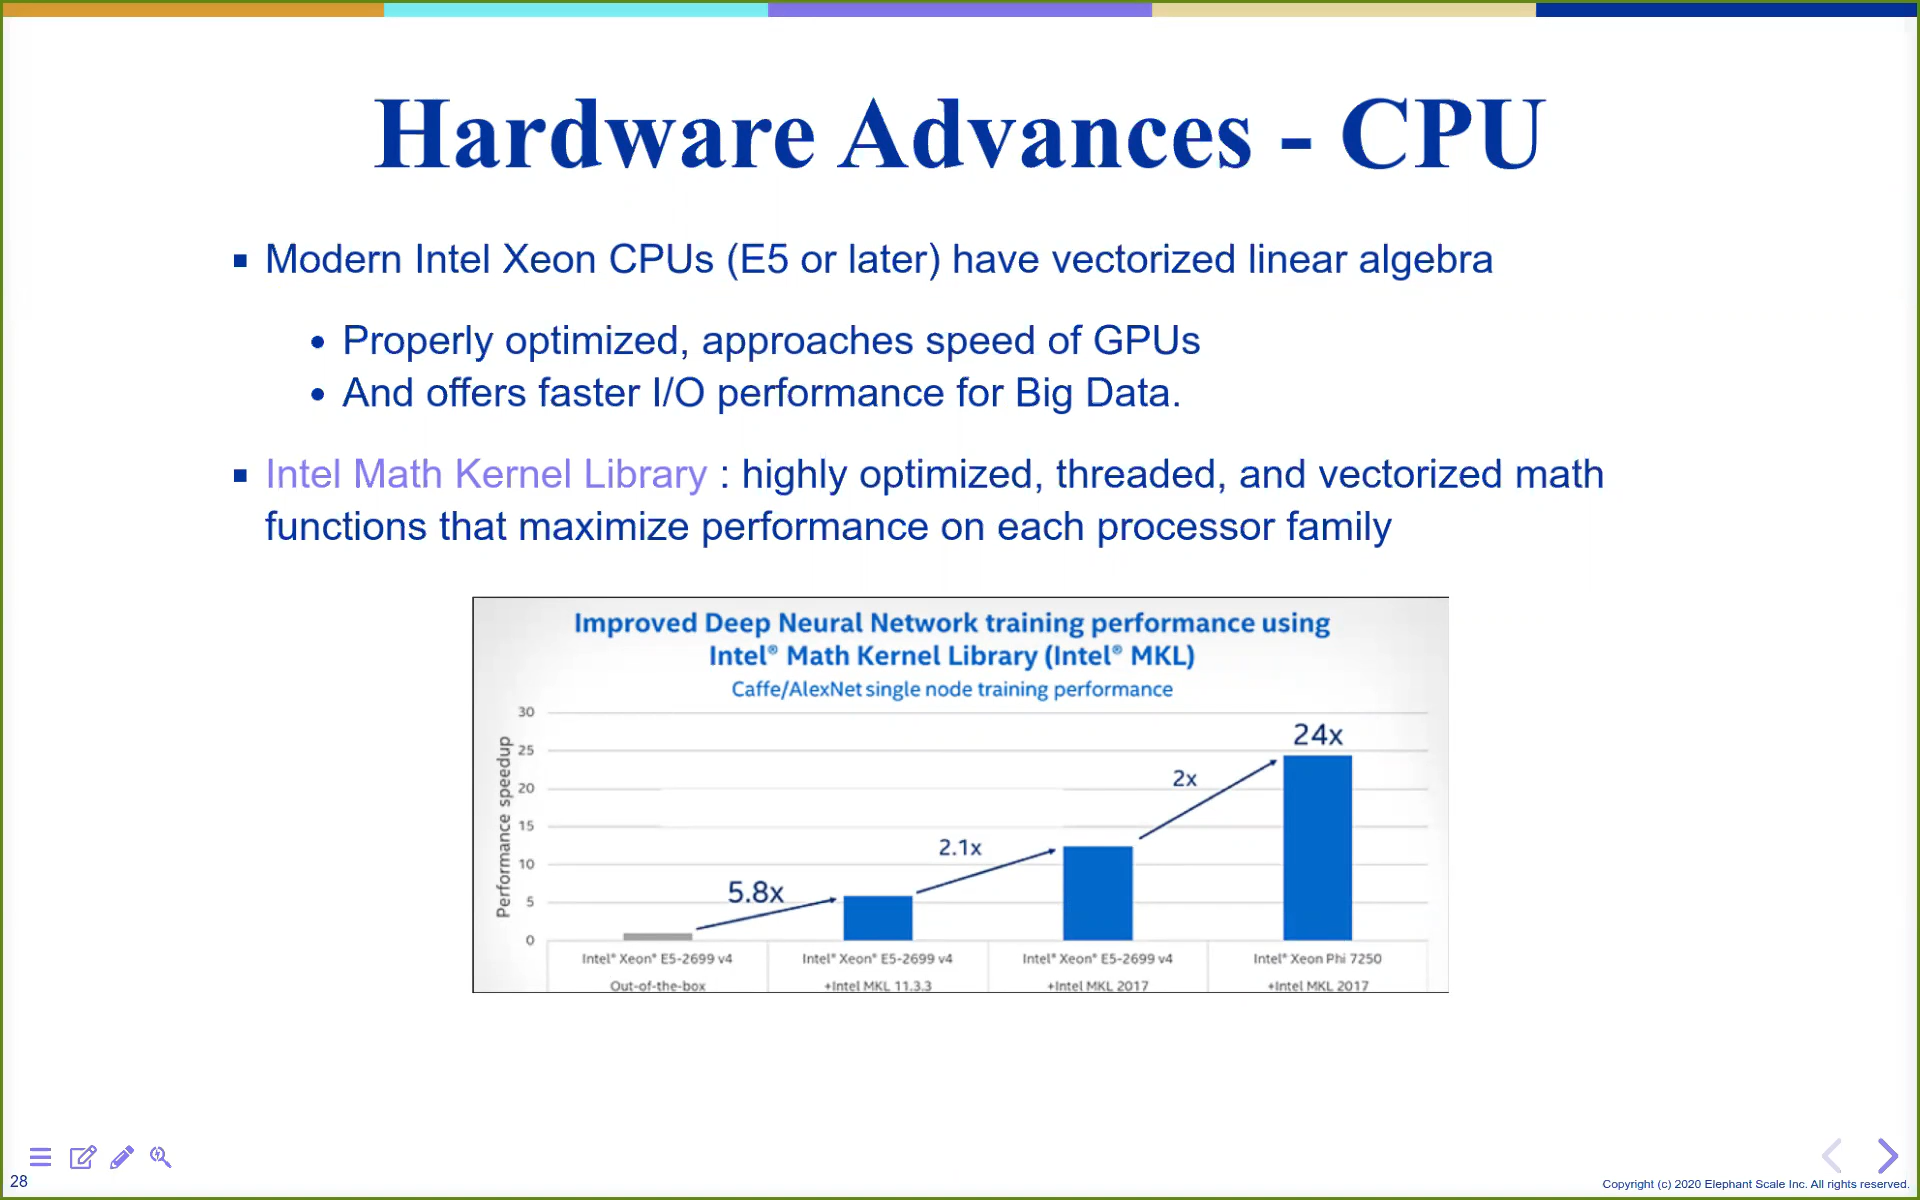 Hardware Advances - CPU
Modern Intel Xeon CPUs (E5 or later) have vectorized linear algebra
Properly optimized, approaches speed of GPUs
And offers faster I/O performance for Big Data.
Intel Math Kernel Library : highly optimized, threaded, and vectorized math
functions that maximize performance on each processor family
Improved Deep Neural Network training performance using
Intel® Math Kernel Library (Intel® MKL)
Caffe/AlexNet single node training performance
Performance speedup
30
25
20
15
10
5
0
5.8x
2.1x
2x
24x
Intel® Xeon® E5-2699 v4
Out-of-the-box
Intel® Xeon® E5-2699 v4
+Intel MKL 11.3.3
Intel® Xeon® E5-2699 v4
+Intel MKL 2017
Intel® Xeon Phi 7250
+Intel MKL 2017
28
Copyright (c) 2020 Elephant Scale Inc. All rights reserved.